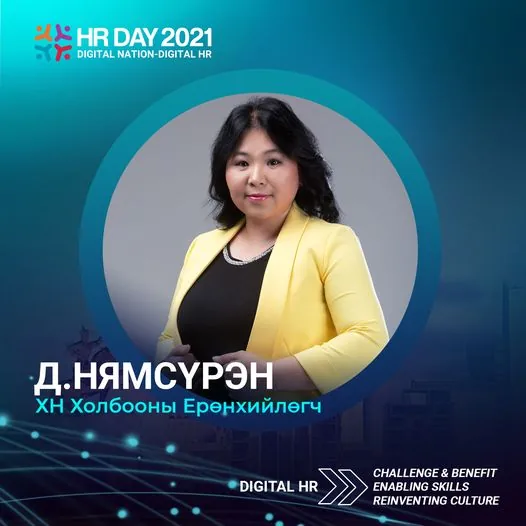 HR DAY 2021
DIGITAL NATION-DIGITAL HR
Д.НЯМСҮРЭН
ХН Холбооны Ерөнхийлөгч
DIGITAL HR
CHALLENGE & BENEFIT
ENABLING SKILLS
REINVENTING CULTURE